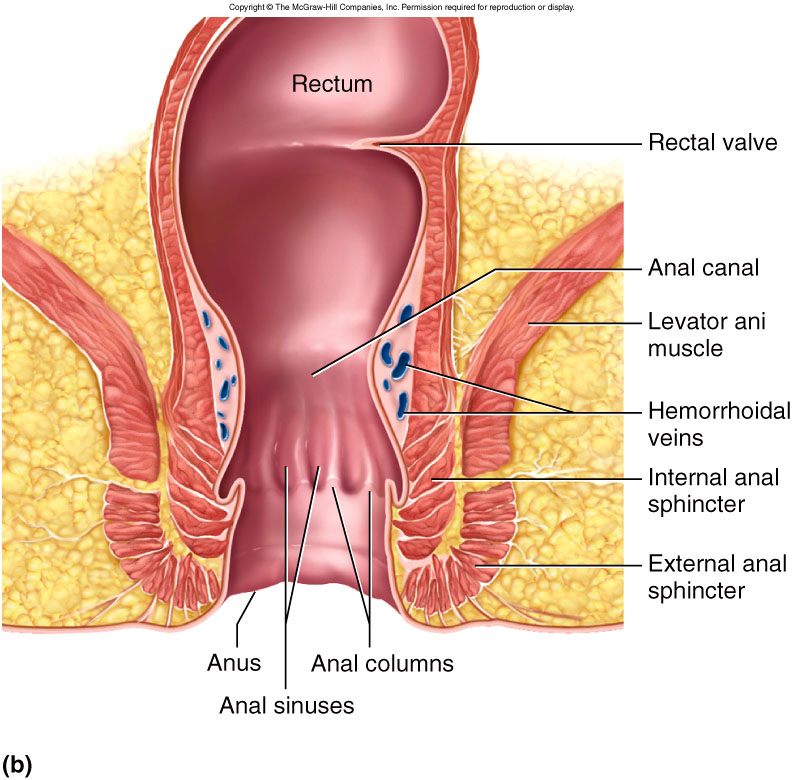 Copyright © The McGraw-Hill Companies, Inc. Permission required for reproduction or display.
Rectum
Rectal valve
Anal canal
Levator ani
muscle
Hemorrhoidal
veins
Internal anal
sphincter
External anal
sphincter
Anus
Anal columns
Anal sinuses
(b)